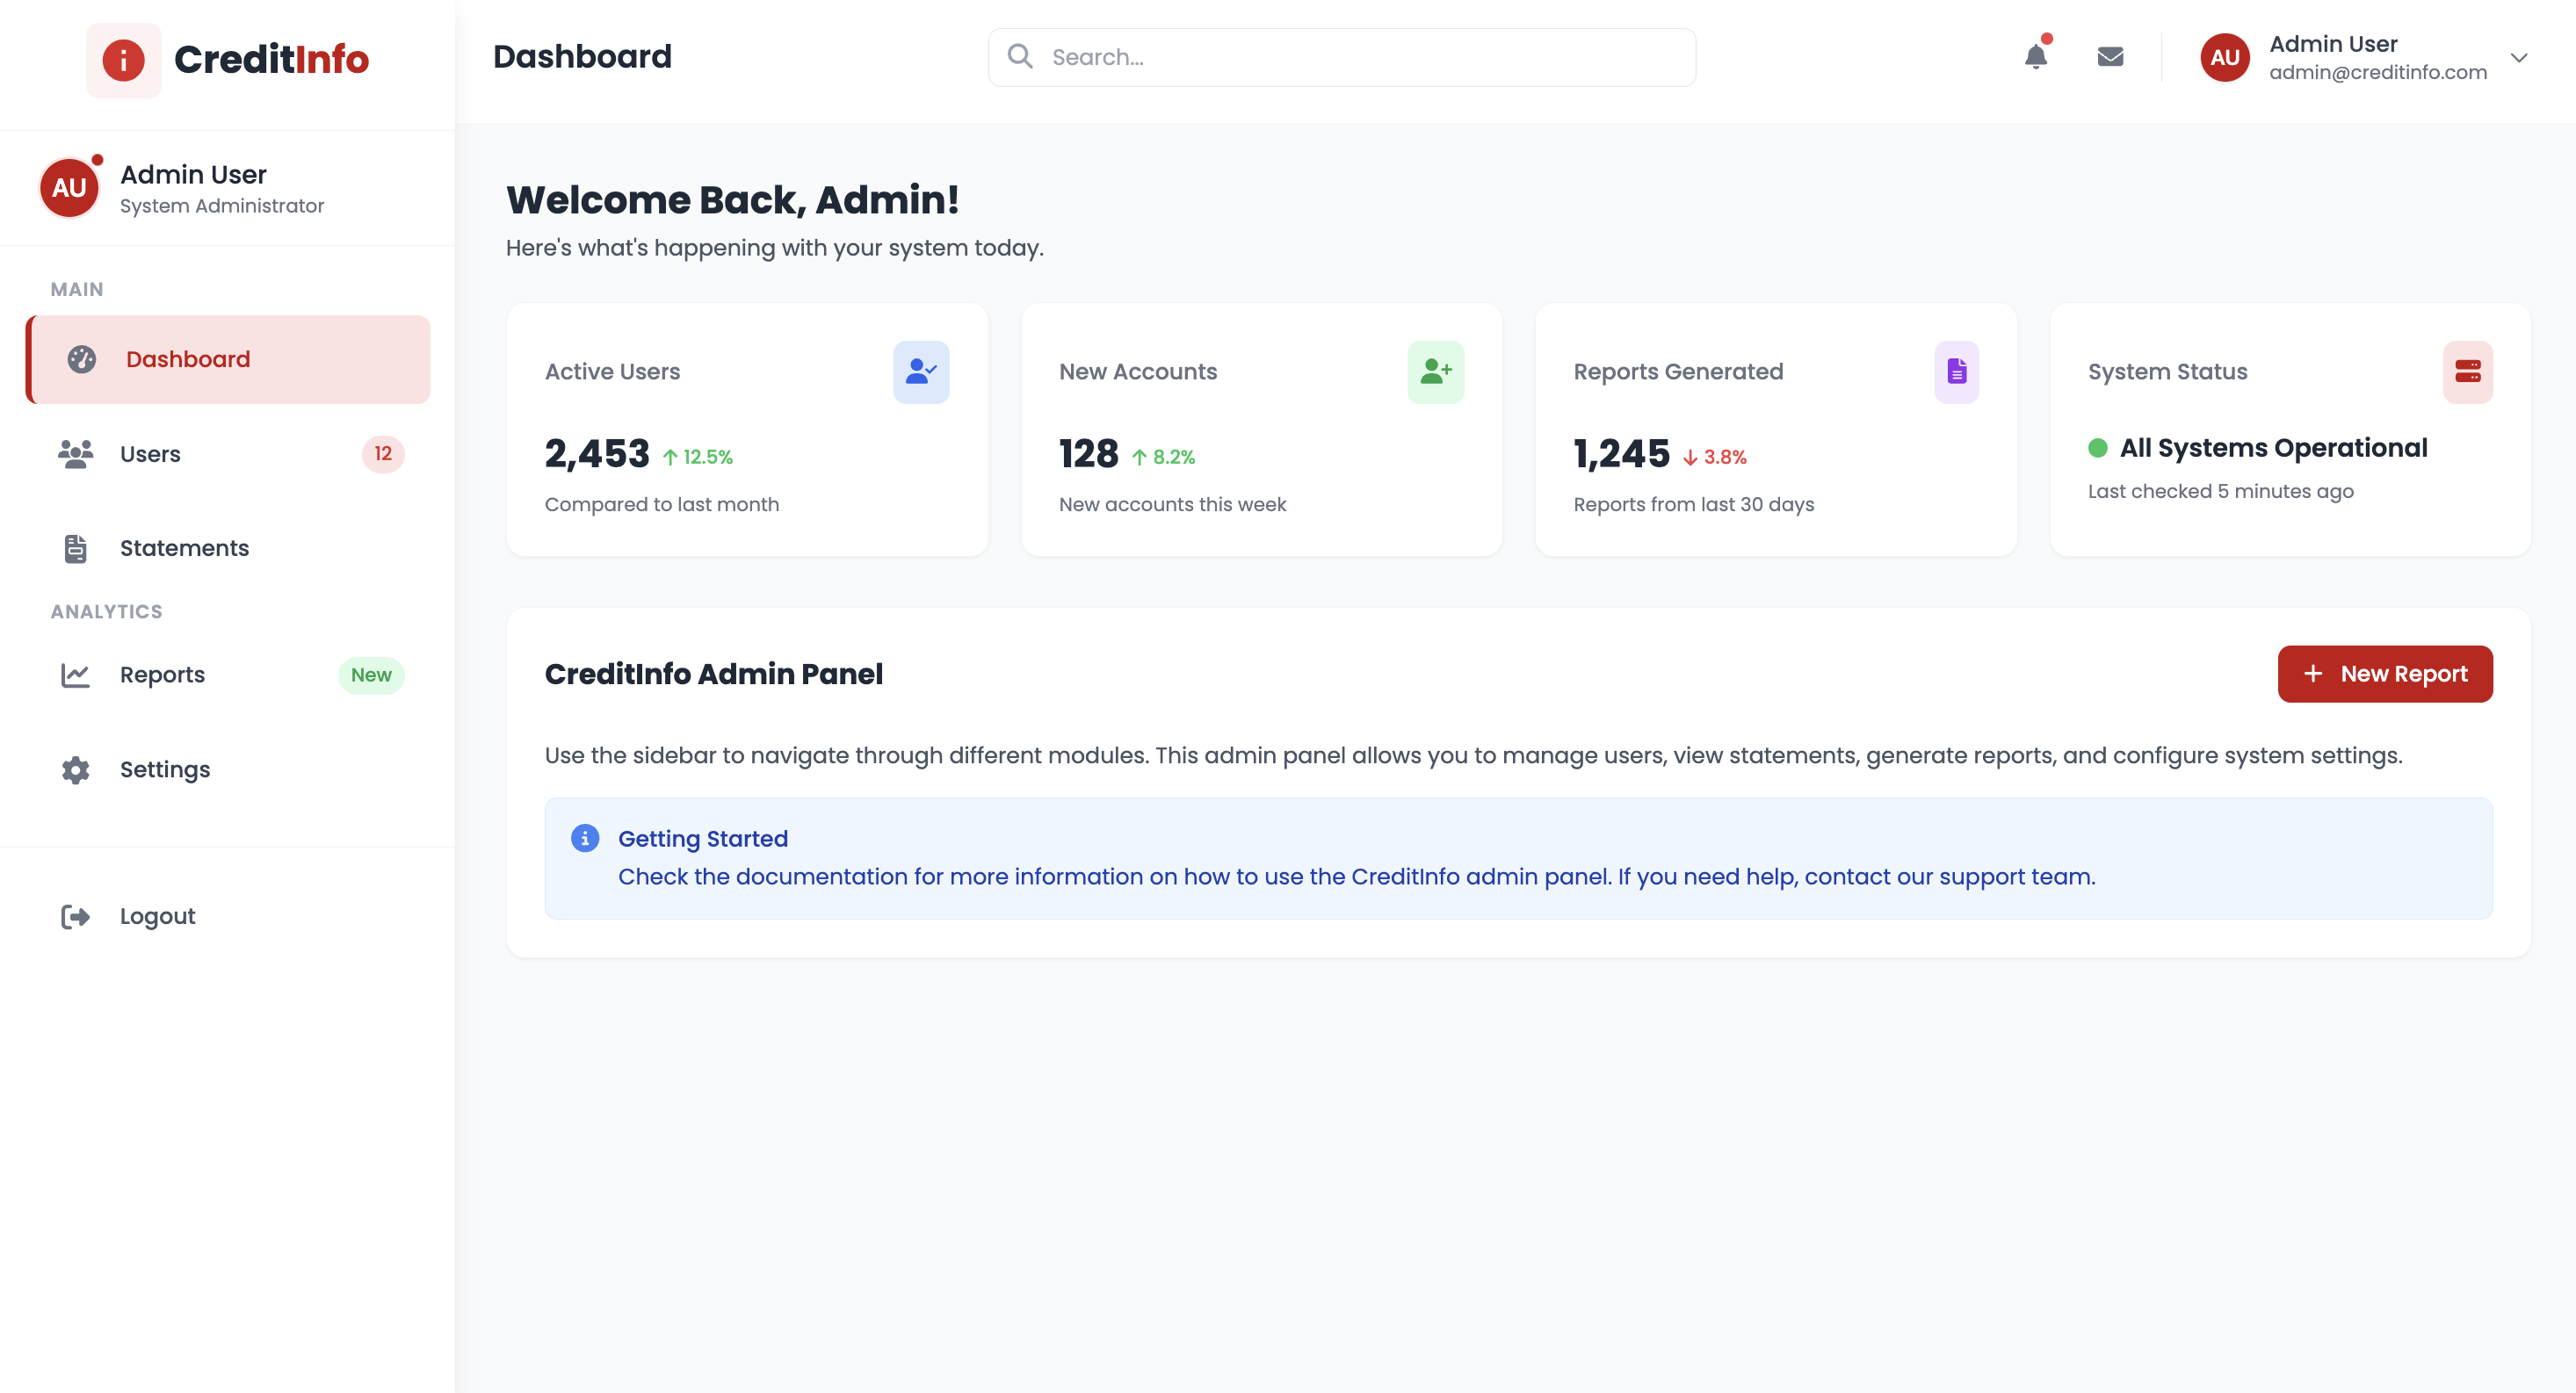 CreditInfo
Dashboard
Search...
AU
Admin User
admin@creditinfo.com
AU
Admin User
System Administrator
MAIN
Dashboard
Users
12
Statements
ANALYTICS
Reports
New
Settings
Logout
Welcome Back, Admin!
Here's what's happening with your system today.
Active Users
2,453
12.5%
Compared to last month
New Accounts
128
8.2%
New accounts this week
Reports Generated
1,245
3.8%
Reports from last 30 days
System Status
All Systems Operational
Last checked 5 minutes ago
CreditInfo Admin Panel
New Report
Use the sidebar to navigate through different modules. This admin panel allows you to manage users, view statements, generate reports, and configure system settings.
Getting Started
Check the documentation for more information on how to use the CreditInfo admin panel. If you need help, contact our support team.